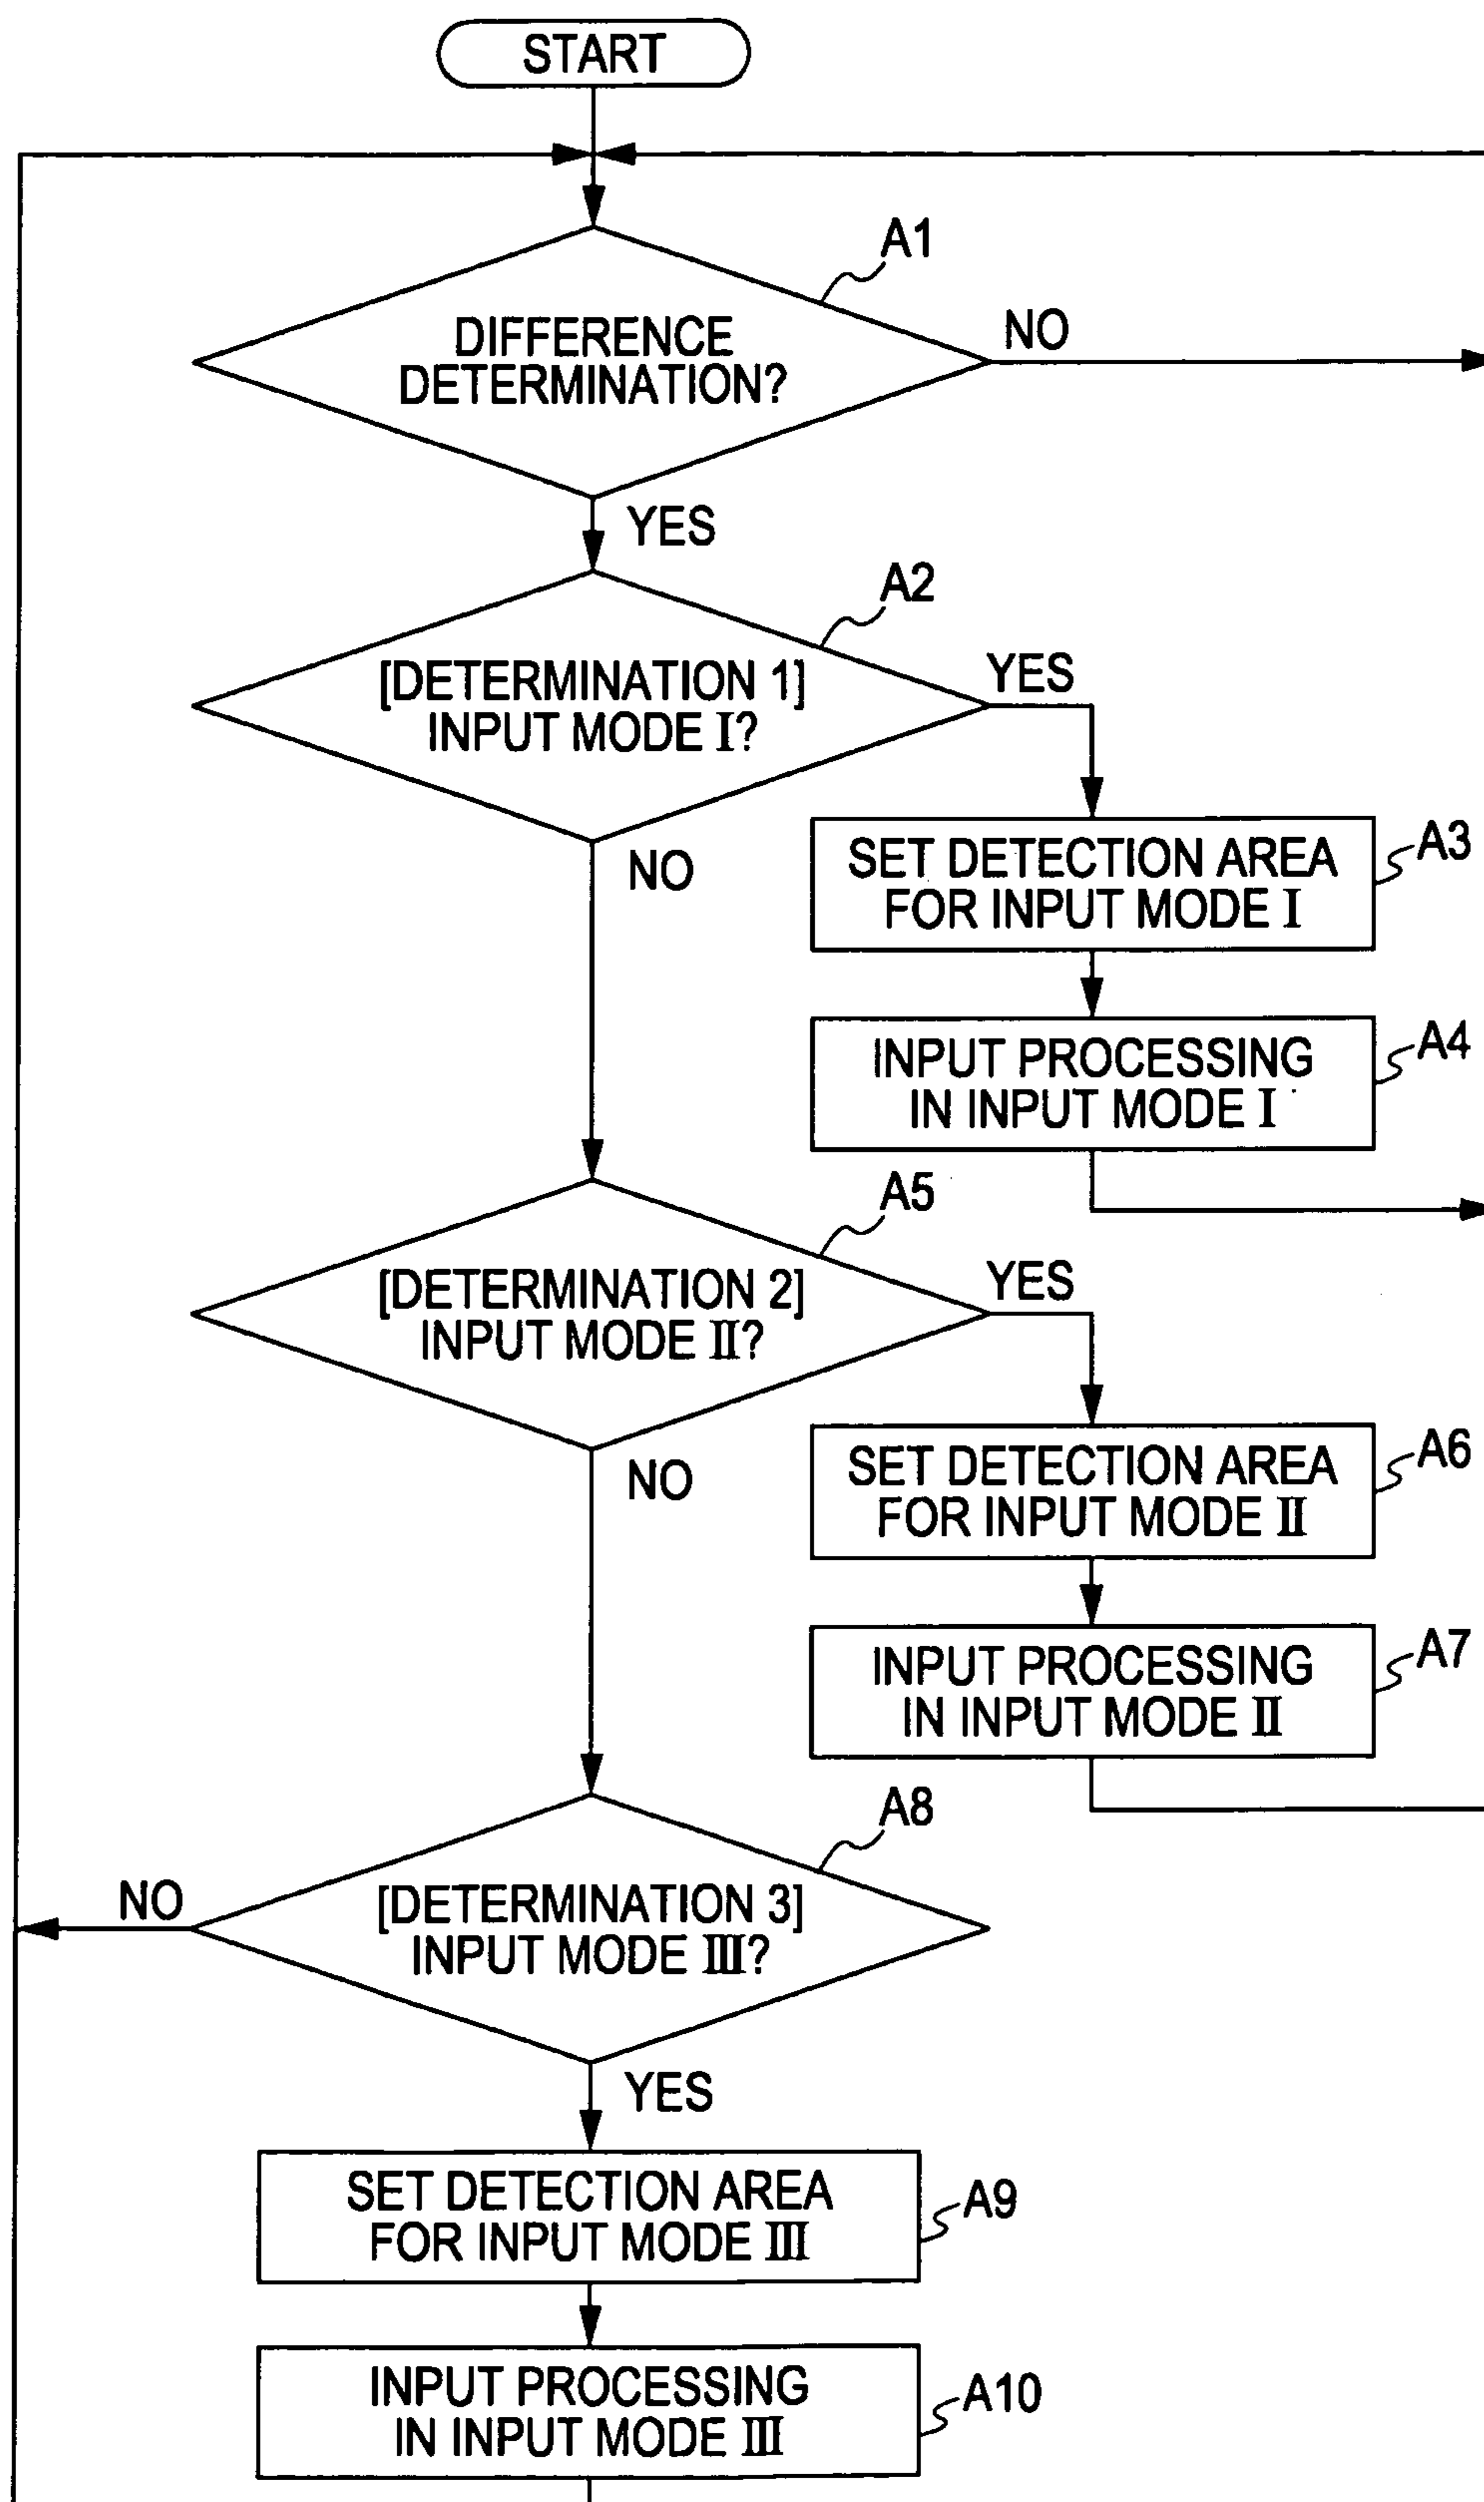 START
A1
DIFFERENCE
DETERMINATION?
NO
YES
A2
[DETERMINATION 1]
INPUT MODE I?
YES
NO
SET DETECTION AREA
FOR INPUT MODE I
A3
INPUT PROCESSING
IN INPUT MODE I
A4
A5
[DETERMINATION 2]
INPUT MODE II?
YES
NO
SET DETECTION AREA
FOR INPUT MODE II
A6
INPUT PROCESSING
IN INPUT MODE II
A7
A8
NO
[DETERMINATION 3]
INPUT MODE III?
YES
SET DETECTION AREA
FOR INPUT MODE III
A9
INPUT PROCESSING
IN INPUT MODE III
A10